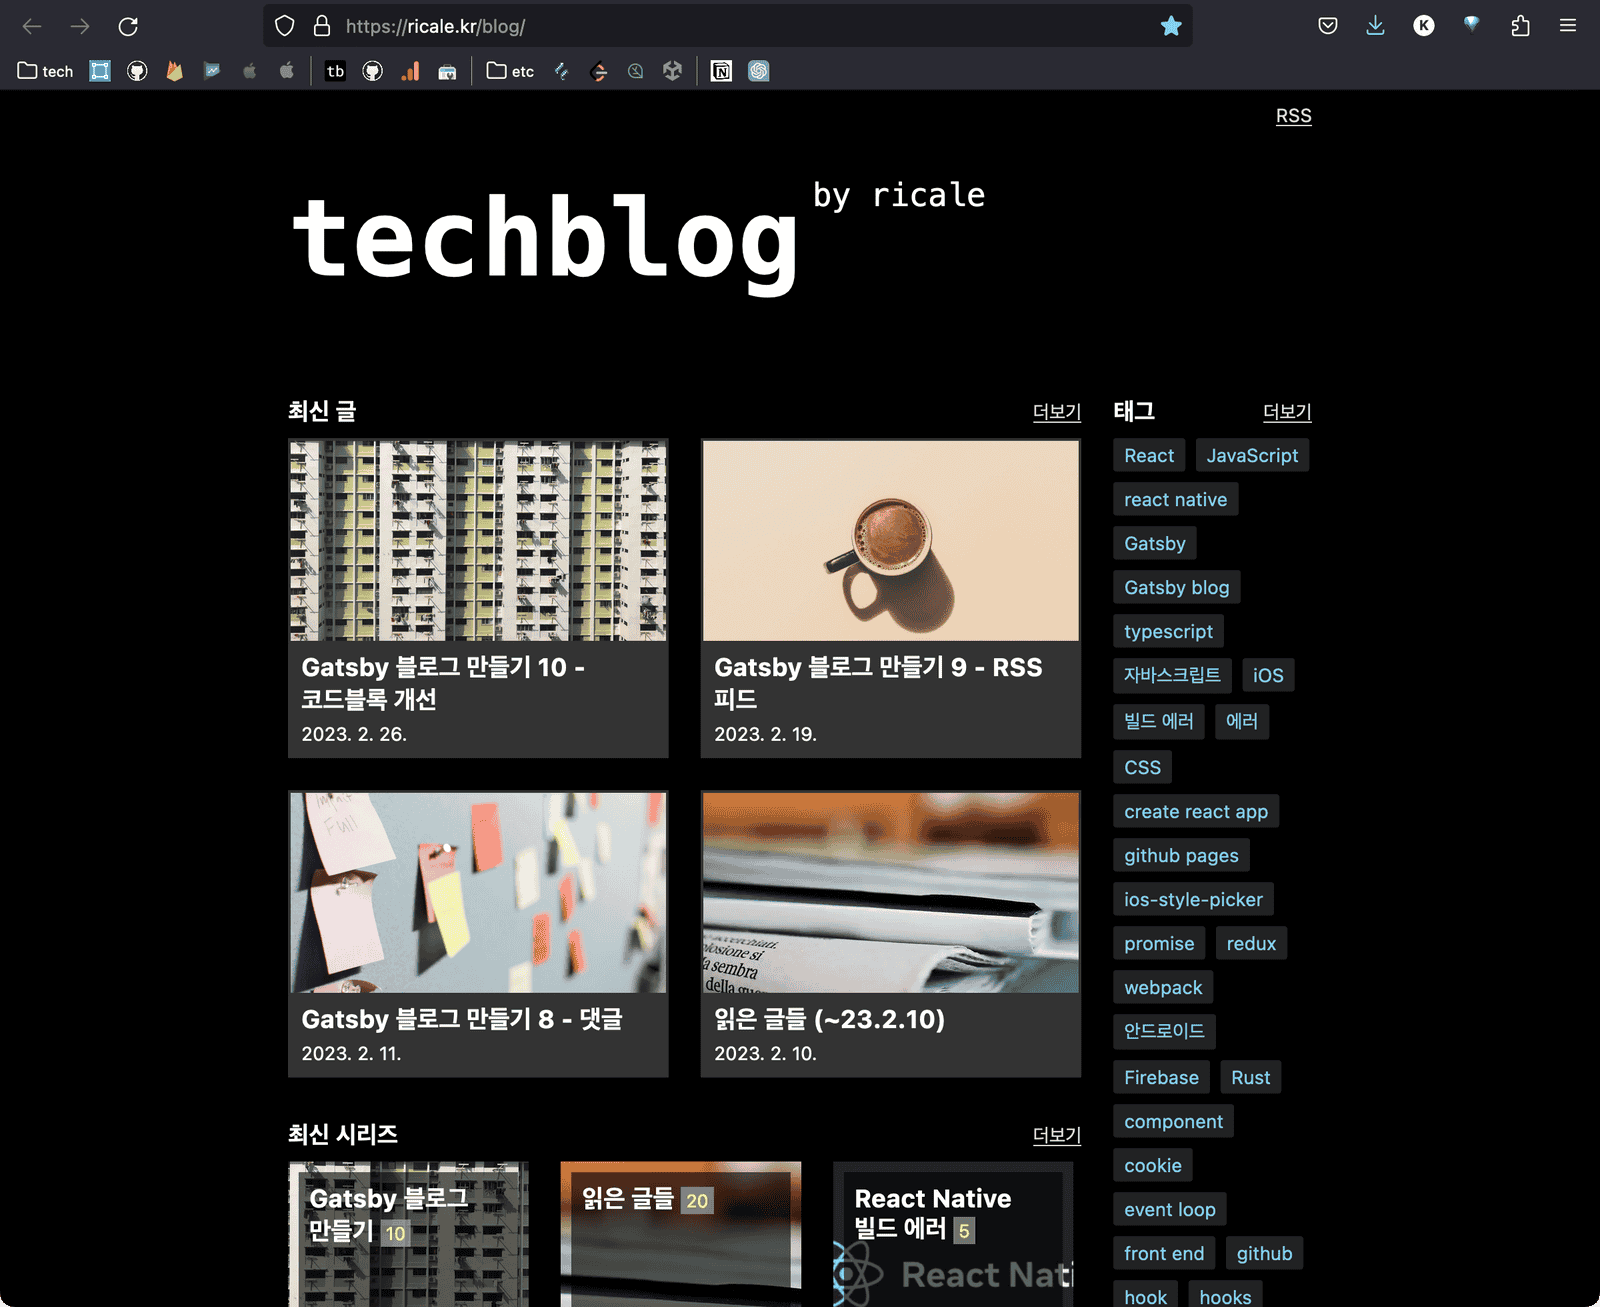 https://ricale.kr/blog/
tech
tb
etc
RSS
techblog
by ricale
최신 글
더보기
Gatsby 블로그 만들기 10 -
코드블록 개선
2023. 2. 26.
Gatsby 블로그 만들기 9 - RSS
피드
2023. 2. 19.
Full
Gatsby 블로그 만들기 8 - 댓글
2023. 2. 11.
plosione si
la sembra
읽은 글들 (~23.2.10)
2023. 2. 10.
최신 시리즈
더보기
Gatsby 블로그
만들기 10
읽은 글들 20
React Native
빌드 에러 5
React Nati
태그
더보기
React JavaScript
react native
Gatsby
Gatsby blog
typescript
자바스크립트 iOS
빌드 에러 에러
CSS
create react app
github pages
ios-style-picker
promise redux
webpack
안드로이드
Firebase Rust
component
cookie
event loop
front end github
hook hooks